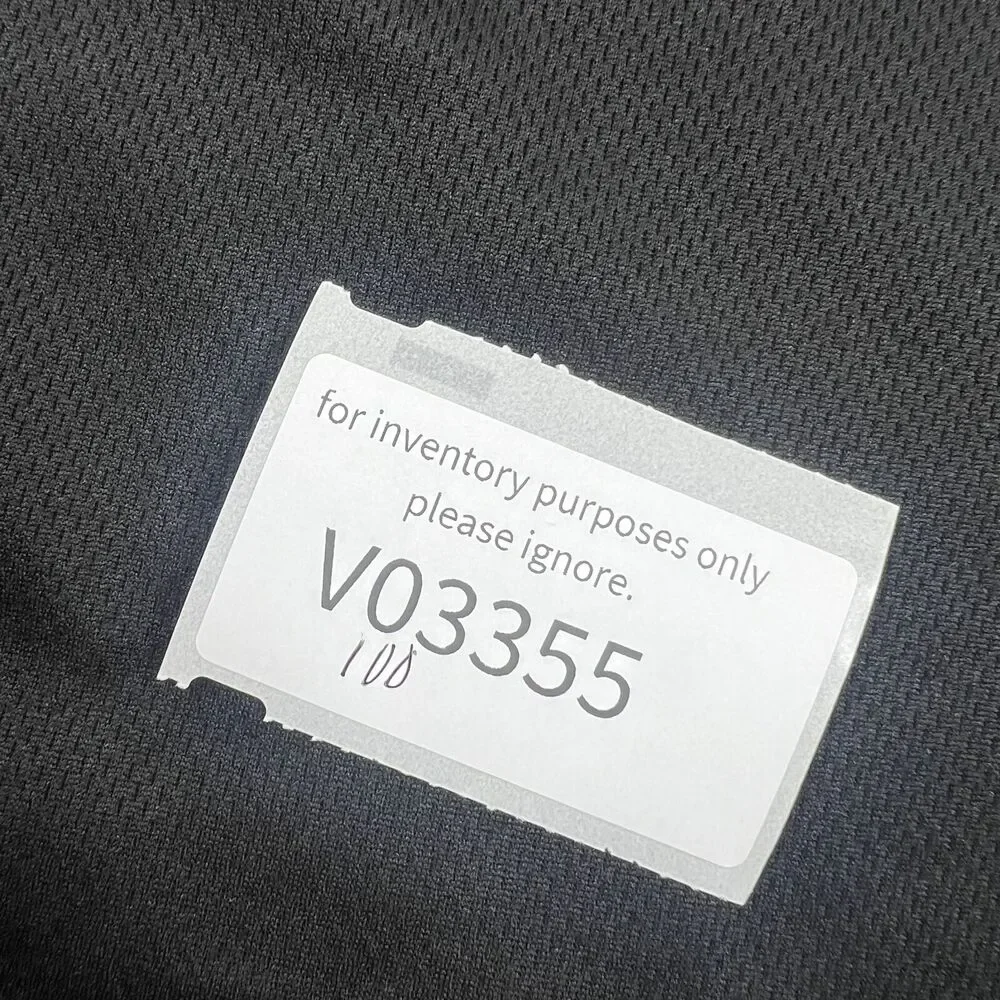 for inventory purposes only
please ignore.
V03355
100